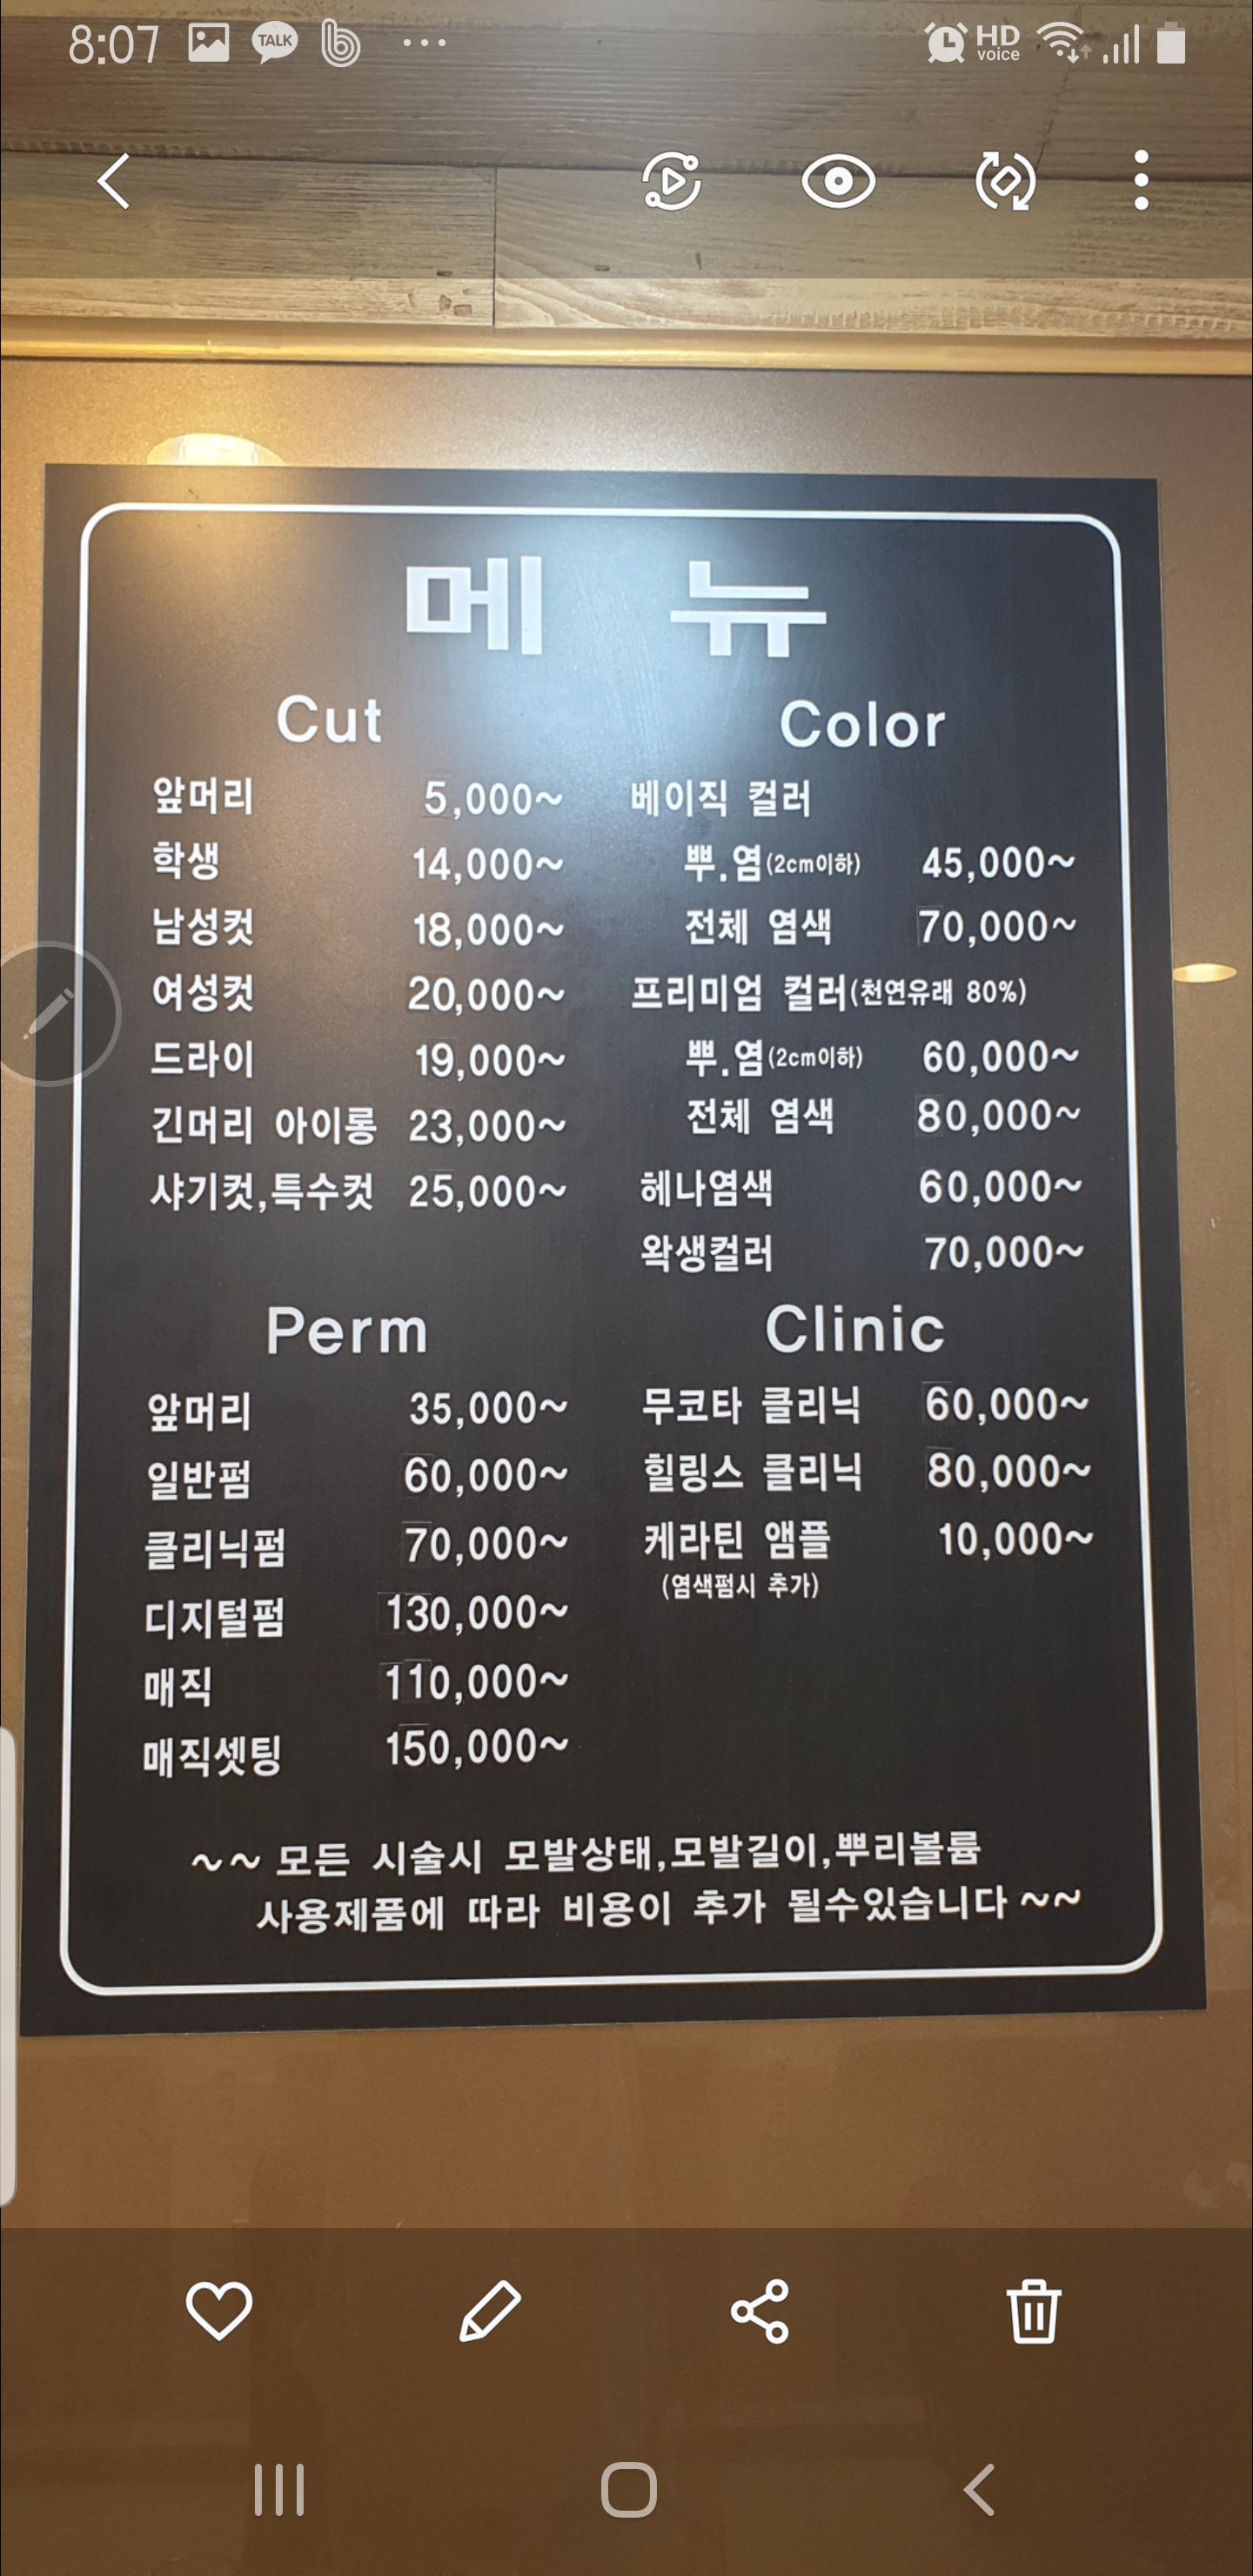 8:07 TALK HD voice
메 뉴
Cut
앞머리 5,000~
학생 14,000~
남성컷 18,000~
여성컷 20,000~
드라이 19,000~
긴머리 아이롱 23,000~
샤기컷,특수컷 25,000~
Color
베이직 컬러
뿌.염(2cm이하) 45,000~
전체 염색 70,000~
프리미엄 컬러(천연유래 80%)
뿌.염(2cm이하) 60,000~
전체 염색 80,000~
헤나염색 60,000~
왁생컬러 70,000~
Perm
앞머리 35,000~
일반펌 60,000~
클리닉펌 70,000~
디지털펌 130,000~
매직 110,000~
매직셋팅 150,000~
Clinic
무코타 클리닉 60,000~
힐링스 클리닉 80,000~
케라틴 앰플 10,000~
(염색펌시 추가)
~~ 모든 시술시 모발상태,모발길이,뿌리볼륨
사용제품에 따라 비용이 추가 될수있습니다 ~~